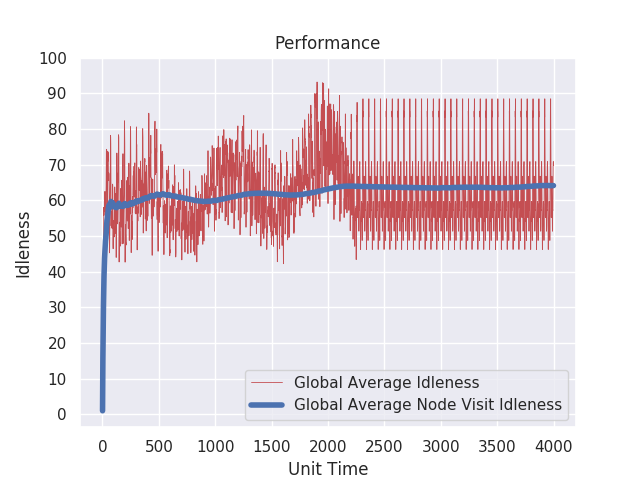 Performance
100
90
80
70
60
50
40
30
20
10
0
Idleness
Global Average Idleness
Global Average Node Visit Idleness
0 500 1000 1500 2000 2500 3000 3500 4000
Unit Time